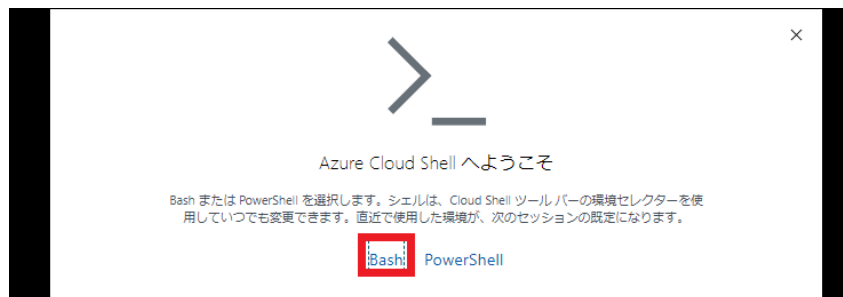 Azure Cloud Shell へようこそ
Bash または PowerShell を選択します。シェルは、Cloud Shell ツール バーの環境セレクターを使
用していつでも変更できます。直近で使用した環境が、次のセッションの既定になります。
Bash PowerShell